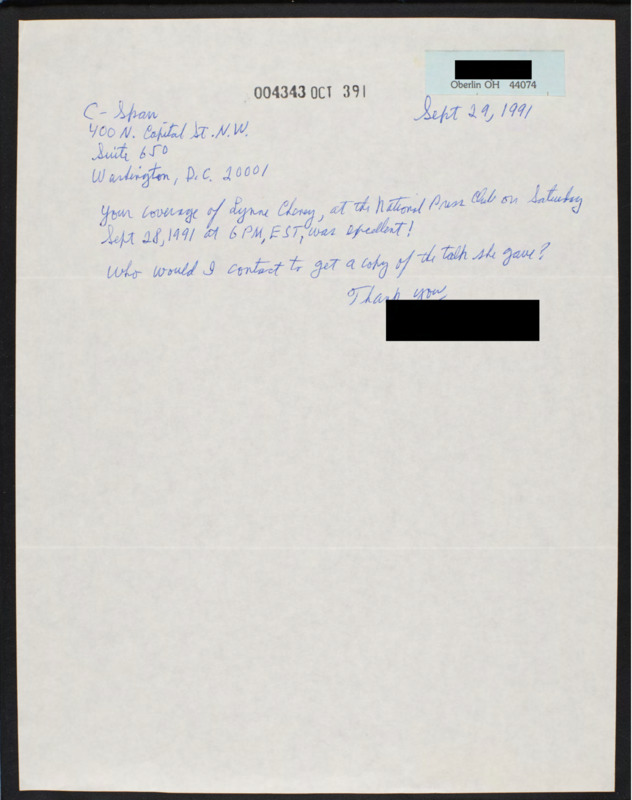 Oberlin OH 44074
004343 OCT 391
Sept 29, 1991
C-Span
400 N. Capital St. N.W.
Suite 650
Washington, D.C. 20001
Your coverage of Lynne Cheney, at the National Press Club on Saturday
Sept 28, 1991 at 6 PM, EST, was excellent!
Who would I contact to get a copy of the talk she gave?
Thank you,